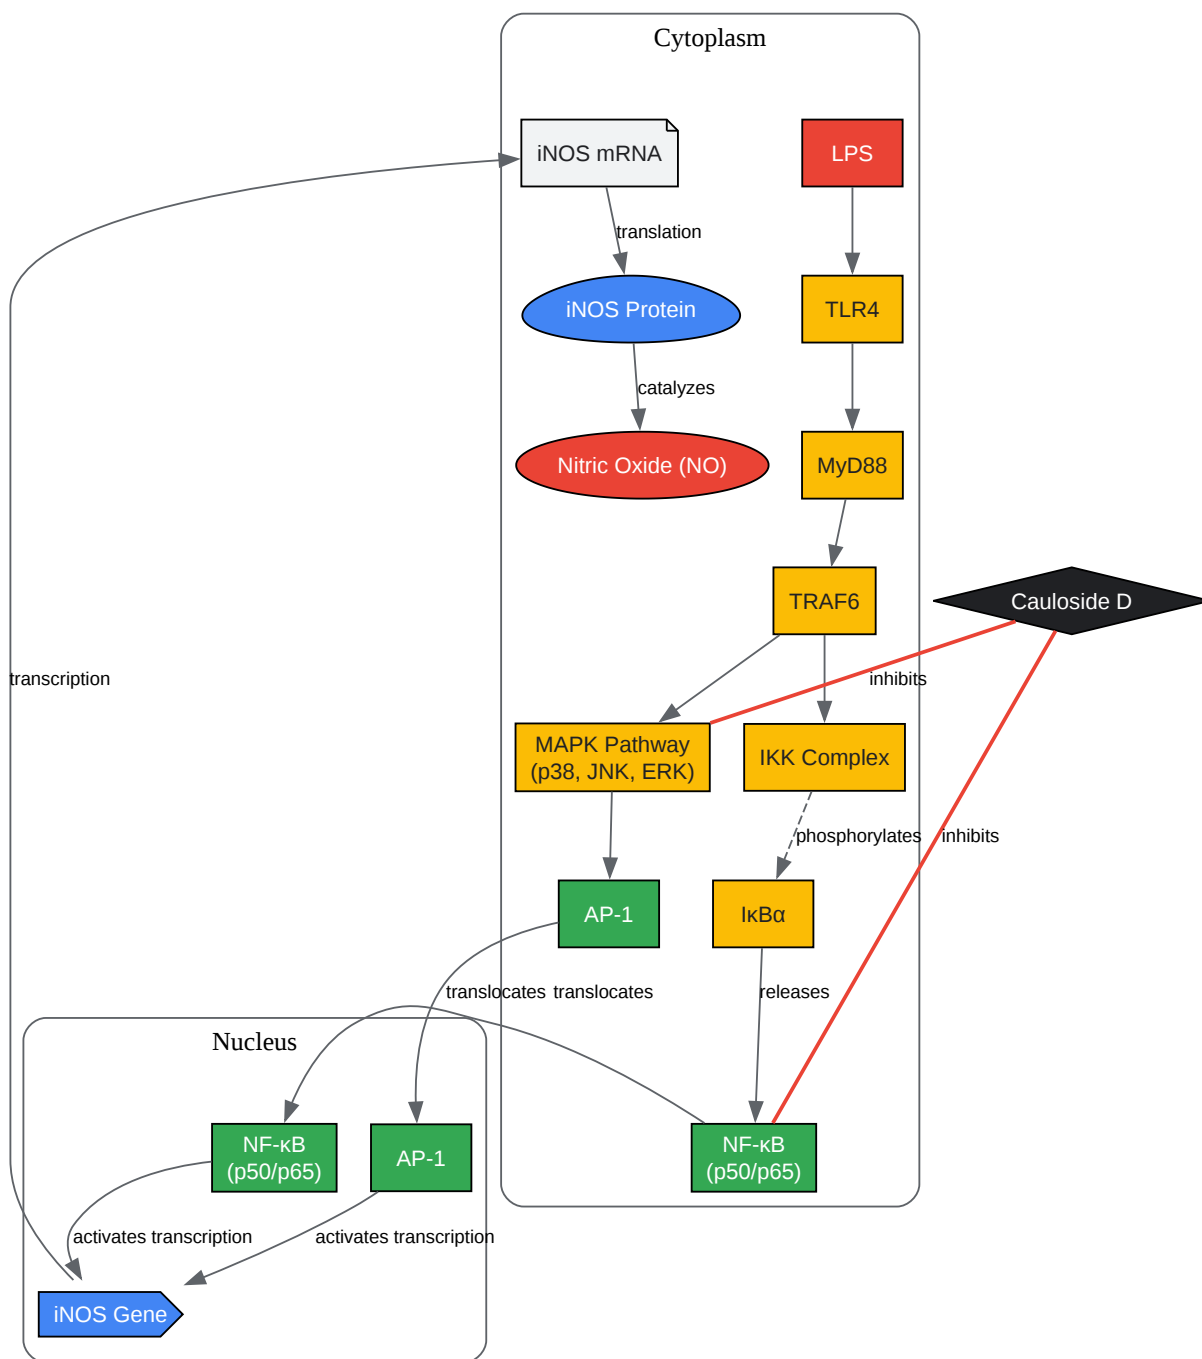 Cytoplasm
iNOS mRNA
LPS
translation
iNOS Protein
TLR4
catalyzes
Nitric Oxide (NO)
MyD88
TRAF6
Cauloside D
transcription
inhibits
MAPK Pathway
(p38, JNK, ERK)
IKK Complex
phosphorylates
inhibits
AP-1
IκBα
translocates
translocates
releases
Nucleus
NF-κB
(p50/p65)
AP-1
NF-κB
(p50/p65)
activates transcription
activates transcription
iNOS Gene